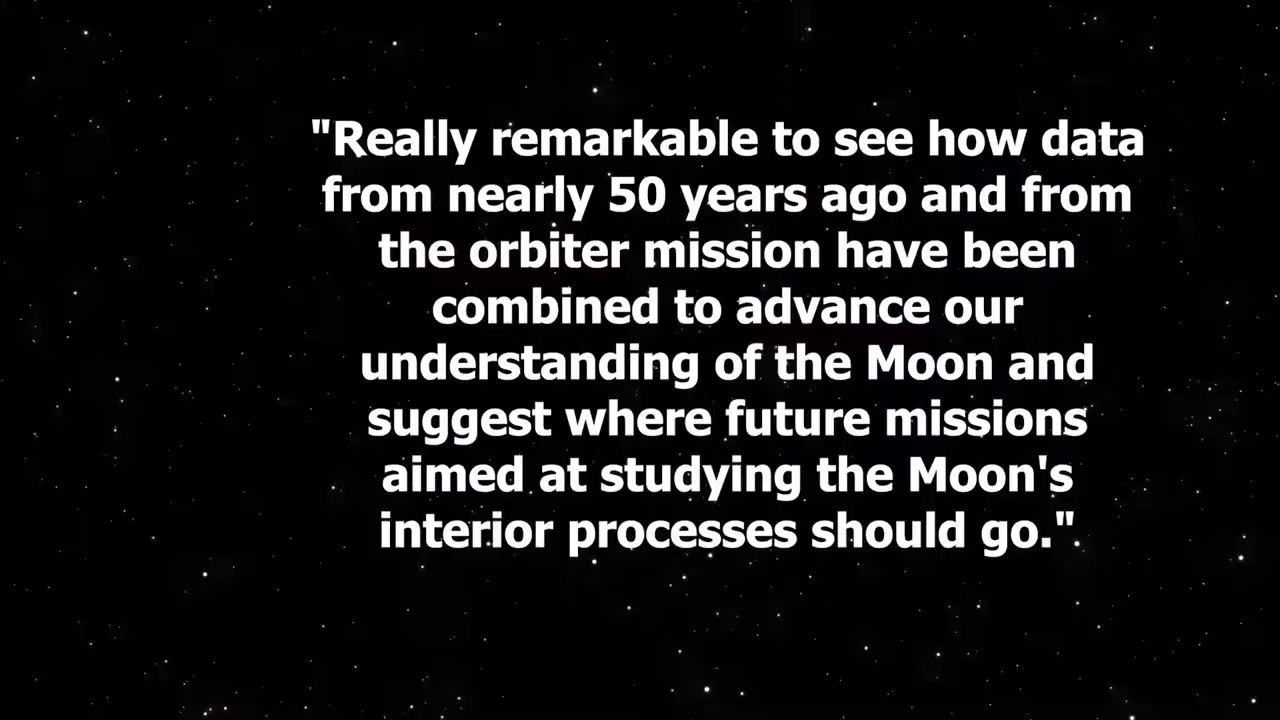 "Really remarkable to see how data
from nearly 50 years ago and from
the orbiter mission have been
combined to advance our
understanding of the Moon and
suggest where future missions
aimed at studying the Moon's
interior processes should go."